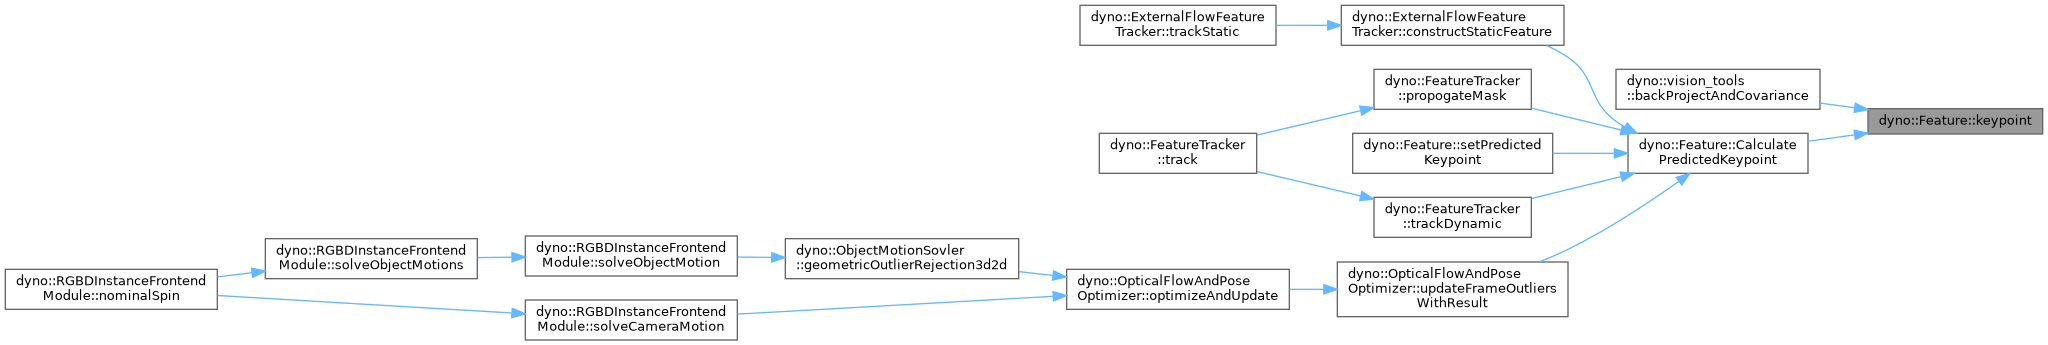 dyno::ExternalFlowFeature
Tracker::trackStatic
dyno::ExternalFlowFeature
Tracker::constructStaticFeature
dyno::FeatureTracker
::propogateMask
dyno::vision_tools
::backProjectAndCovariance
dyno::Feature::keypoint
dyno::FeatureTracker
::track
dyno::Feature::setPredicted
Keypoint
dyno::Feature::Calculate
PredictedKeypoint
dyno::FeatureTracker
::trackDynamic
dyno::RGBDInstanceFrontend
Module::nominalSpin
dyno::RGBDInstanceFrontend
Module::solveObjectMotions
dyno::RGBDInstanceFrontend
Module::solveObjectMotion
dyno::ObjectMotionSovler
::geometricOutlierRejection3d2d
dyno::OpticalFlowAndPose
Optimizer::optimizeAndUpdate
dyno::OpticalFlowAndPose
Optimizer::updateFrameOutliers
WithResult
dyno::RGBDInstanceFrontend
Module::solveCameraMotion